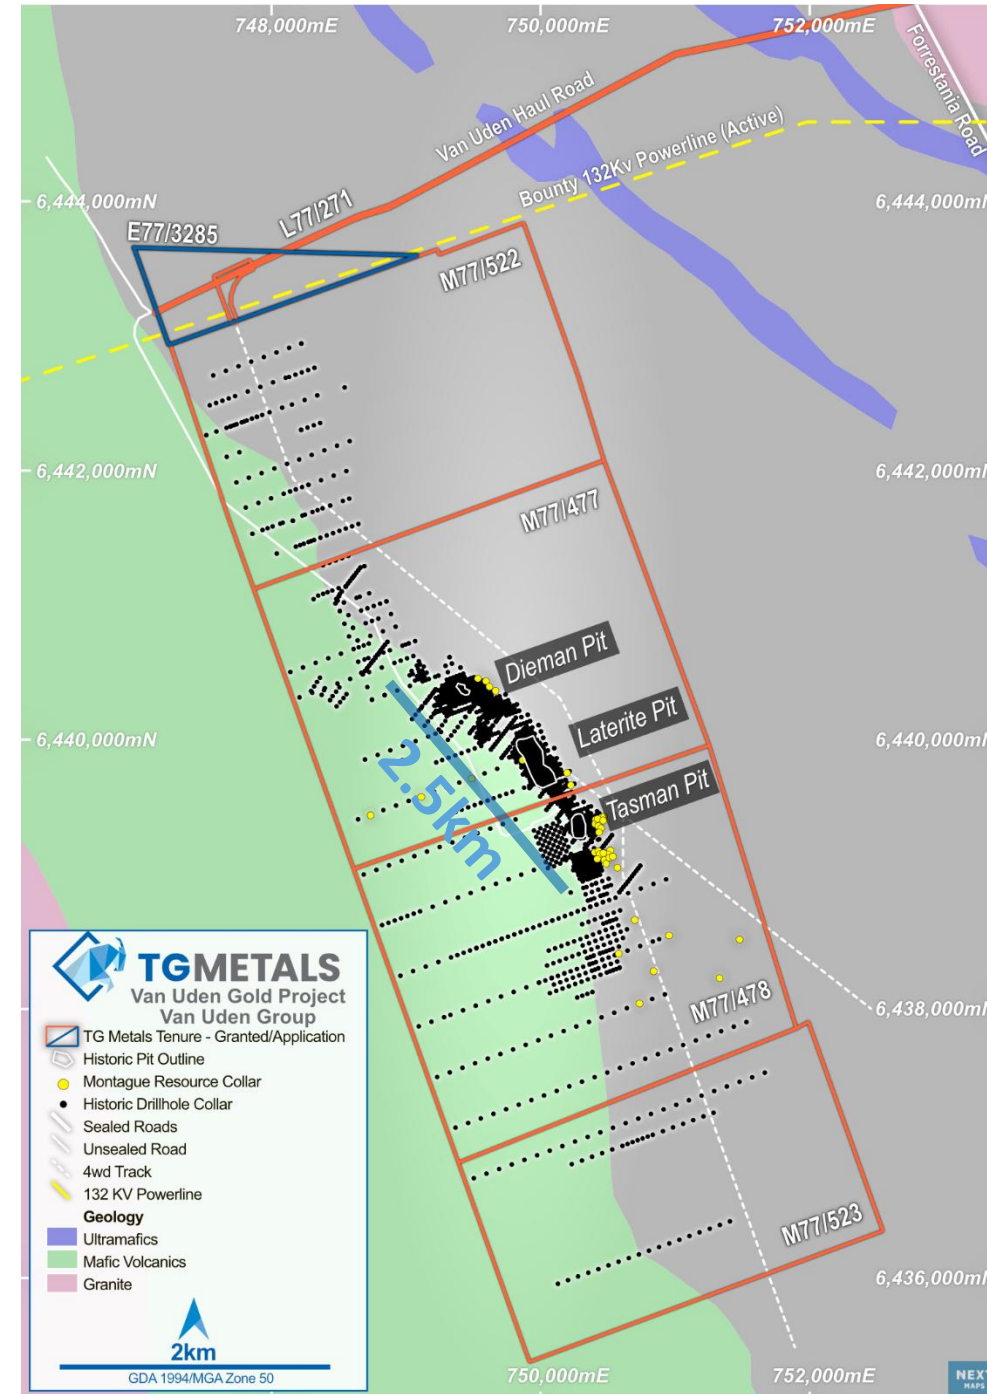 748,000mE
750,000mE
752,000mE
Forrestania Road
Van Uden Haul Road
Bounty 132Kv Powerline (Active)
6,444,000mN
6,444,000mN
L77/271
E77/3285
M77/522
6,442,000mN
6,442,000mN
M77/477
Dieman Pit
Laterite Pit
6,440,000mN
6,440,000mN
2.5km
Tasman Pit
TGMETALS
Van Uden Gold Project
Van Uden Group
TG Metals Tenure - Granted/Application
Historic Pit Outline
Montague Resource Collar
Historic Drillhole Collar
Sealed Roads
Unsealed Road
4wd Track
132 KV Powerline
Geology
Ultramafics
Mafic Volcanics
Granite
2km
GDA 1994/MGA Zone 50
M77/478
6,438,000mN
M77/523
6,436,000mN
750,000mE
752,000mE
NEXT
MAPS